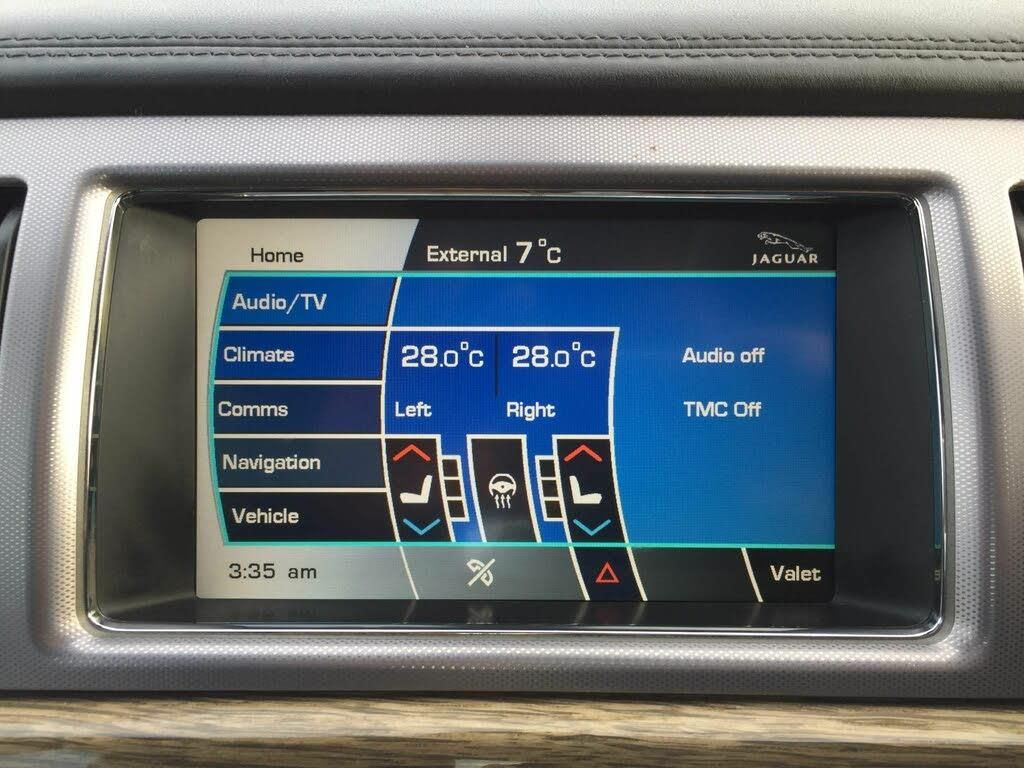 Home
External 7°C
JAGUAR
Audio/TV
Climate
28.0°C 28.0°C
Audio off
Comms
Left Right
TMC Off
Navigation
Vehicle
3:35 am
Valet